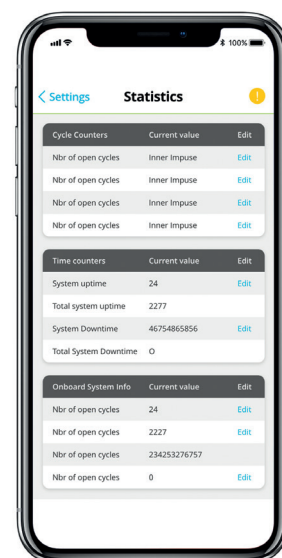 100%
Settings Statistics !
Cycle Counters Current value Edit
Nbr of open cycles Inner Impuse Edit
Nbr of open cycles Inner Impuse Edit
Nbr of open cycles Inner Impuse Edit
Nbr of open cycles Inner Impuse Edit
Time counters Current value Edit
System uptime 24 Edit
Total system uptime 2277
System Downtime 46754865856 Edit
Total System Downtime O
Onboard System Info Current value Edit
Nbr of open cycles 24 Edit
Nbr of open cycles 2227 Edit
Nbr of open cycles 234253276757
Nbr of open cycles 0 Edit